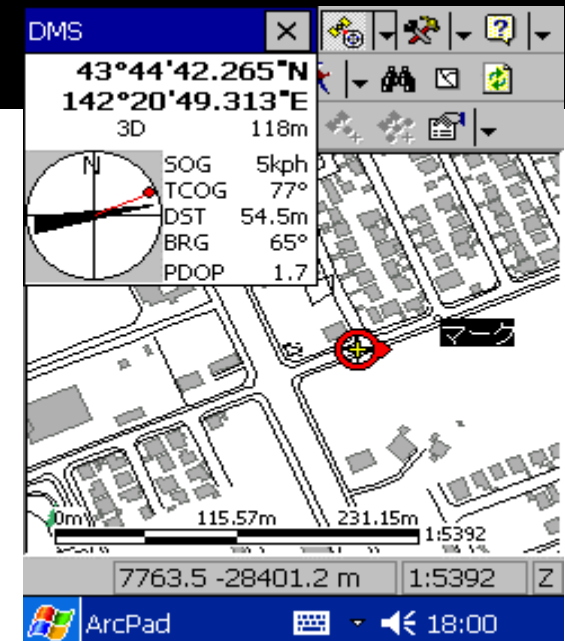 DMS
43°44'42.265"N
142°20'49.313"E
3D 118m
N
SOG 5kph
TCOG 77°
DST 54.5m
BRG 65°
PDOP 1.7
マーク
0m 115.57m 231.15m
1:5392
7763.5 -28401.2 m 1:5392 Z
ArcPad 18:00